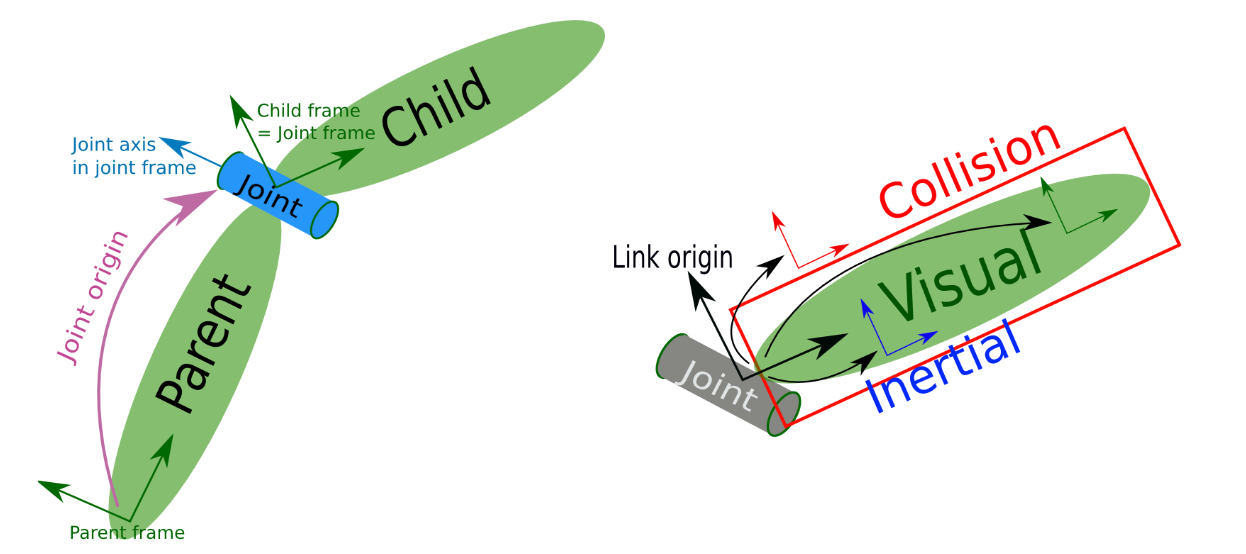 Child
Child frame
= Joint frame
Joint axis
in joint frame
Joint
Joint origin
Parent
Parent frame
Collision
Link origin
Visual
Inertial
Joint